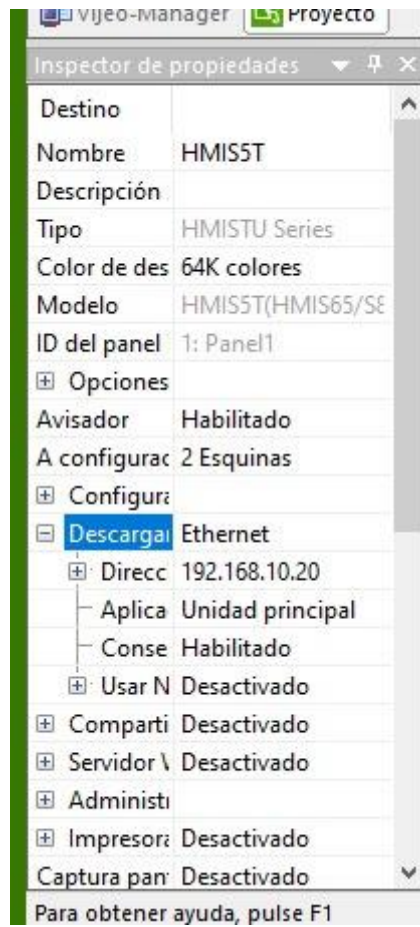 Vijeo-Manager Proyecto
Inspector de propiedades
Destino
Nombre HMIS5T
Descripción
Tipo HMISTU Series
Color de des 64K colores
Modelo HMIS5T(HMIS65/S8
ID del panel 1: Panel1
Opciones
Avisador Habilitado
A configurac 2 Esquinas
Configura
Descargar Ethernet
Direcc 192.168.10.20
Aplica Unidad principal
Conse Habilitado
Usar N Desactivado
Comparti Desactivado
Servidor Desactivado
Administ
Impresora Desactivado
Captura pan Desactivado
Para obtener ayuda, pulse F1